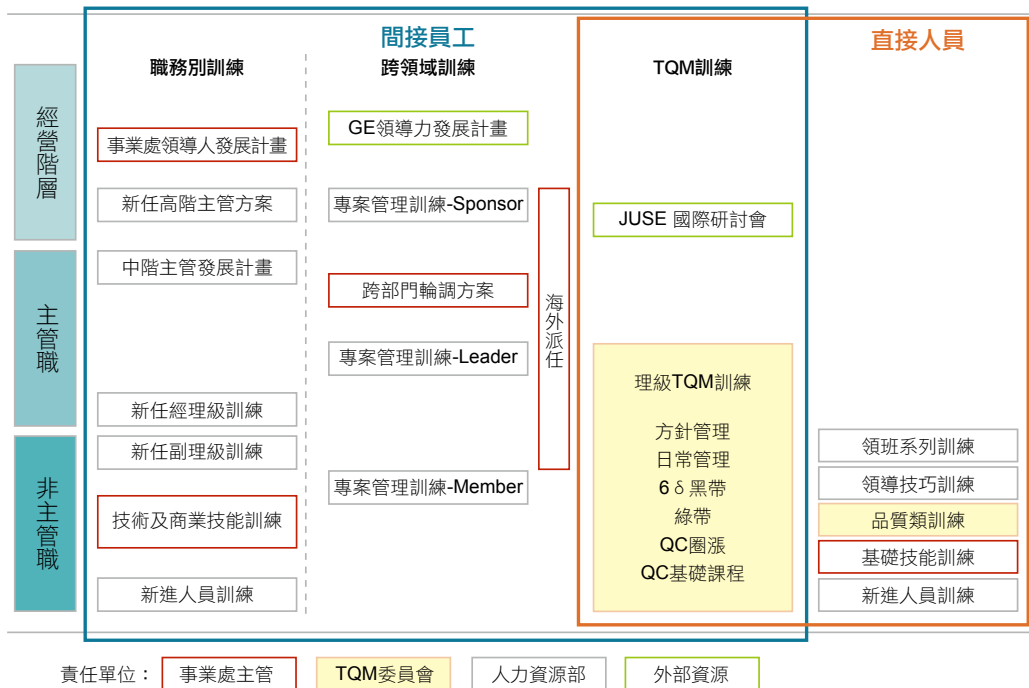 間接員工
直接人員
職務別訓練
跨領域訓練
TQM訓練
經營階層
主管職
非主管職
事業處領導人發展計畫
新任高階主管方案
中階主管發展計畫
新任經理級訓練
新任副理級訓練
技術及商業技能訓練
新進人員訓練
GE領導力發展計畫
專案管理訓練-Sponsor
跨部門輪調方案
專案管理訓練-Leader
專案管理訓練-Member
海外派任
JUSE 國際研討會
理級TQM訓練
方針管理
日常管理
6δ黑帶
綠帶
QC圈漲
QC基礎課程
領班系列訓練
領導技巧訓練
品質類訓練
基礎技能訓練
新進人員訓練
責任單位：
事業處主管
TQM委員會
人力資源部
外部資源